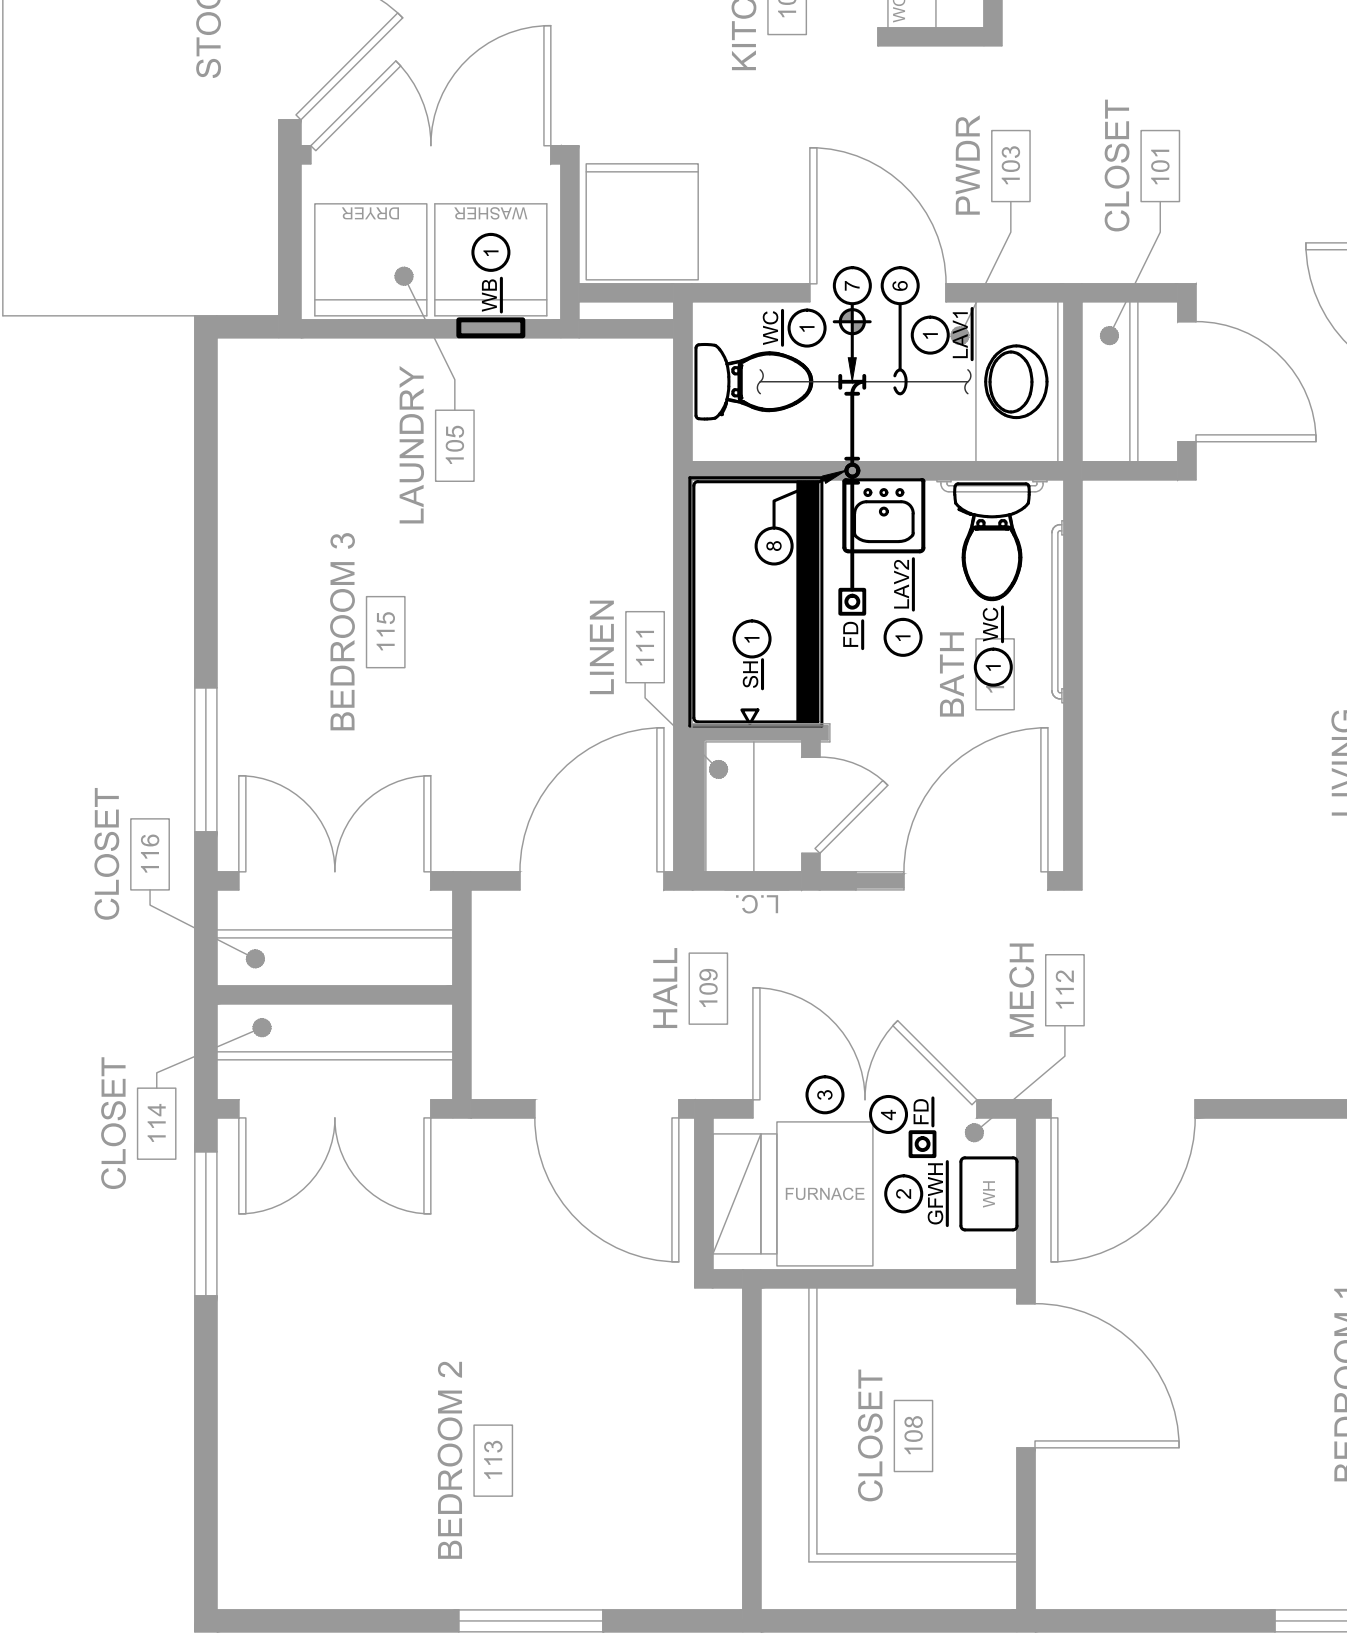 DRYER
WASHER
1
WB
LAUNDRY
105
PWDR
103
CLOSET
101
7
6
WC
1
1
LAV1
BEDROOM 3
115
LINEN
111
8
SH
1
FD
LAV2
1
BATH
WC
1
CLOSET
116
L.C.
HALL
109
MECH
112
CLOSET
114
3
4
FD
2
GFWH
FURNACE
WH
BEDROOM 2
113
CLOSET
108
LIVING
BEDROOM 1